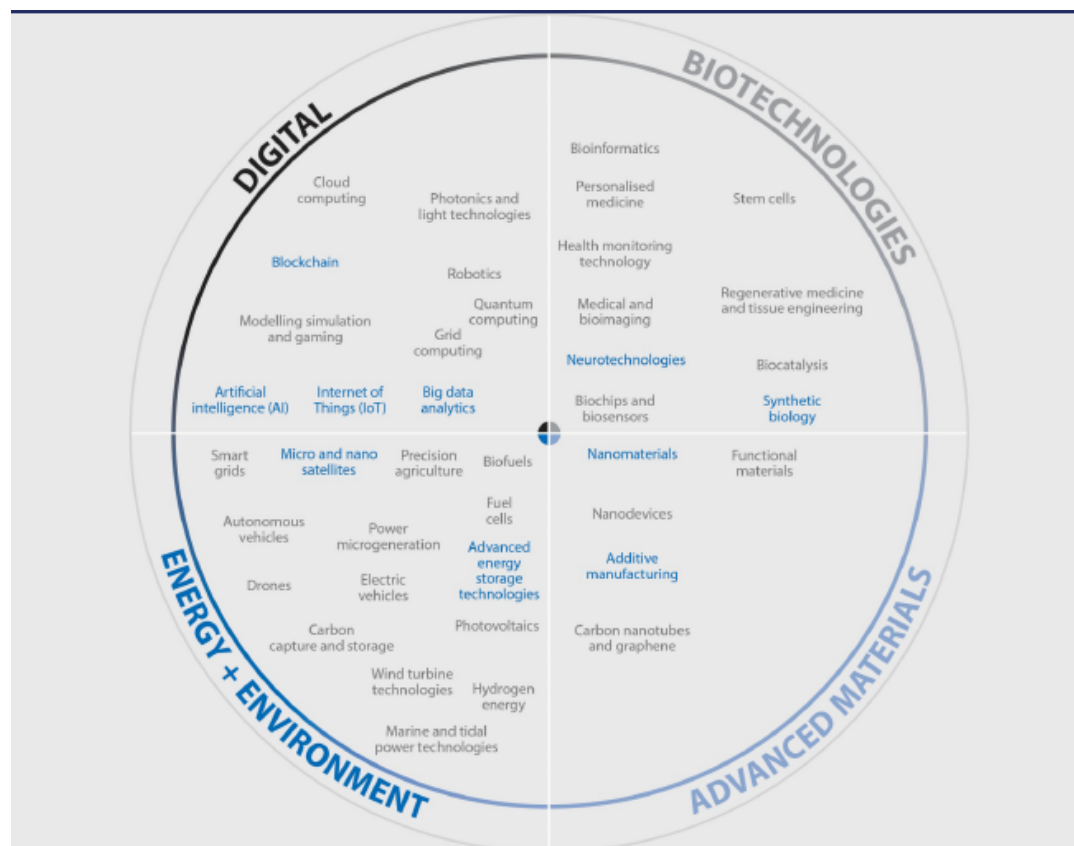 DIGITAL
Cloud
computing
Photonics and
light technologies
Blockchain
Robotics
Quantum
computing
Modelling simulation
and gaming
Grid
computing
Artificial
intelligence (AI)
Internet of
Things (IoT)
Big data
analytics
BIOTECHNOLOGIES
Bioinformatics
Personalised
medicine
Stem cells
Health monitoring
technology
Regenerative medicine
and tissue engineering
Medical and
bioimaging
Neurotechnologies
Biocatalysis
Biochips and
biosensors
Synthetic
biology
ENERGY + ENVIRONMENT
Smart
grids
Micro and nano
satellites
Precision
agriculture
Biofuels
Fuel
cells
Autonomous
vehicles
Power
microgeneration
Advanced
energy
storage
technologies
Drones
Electric
vehicles
Carbon
capture and storage
Photovoltaics
Wind turbine
technologies
Hydrogen
energy
Marine and tidal
power technologies
ADVANCED MATERIALS
Nanomaterials
Functional
materials
Nanodevices
Additive
manufacturing
Carbon nanotubes
and graphene